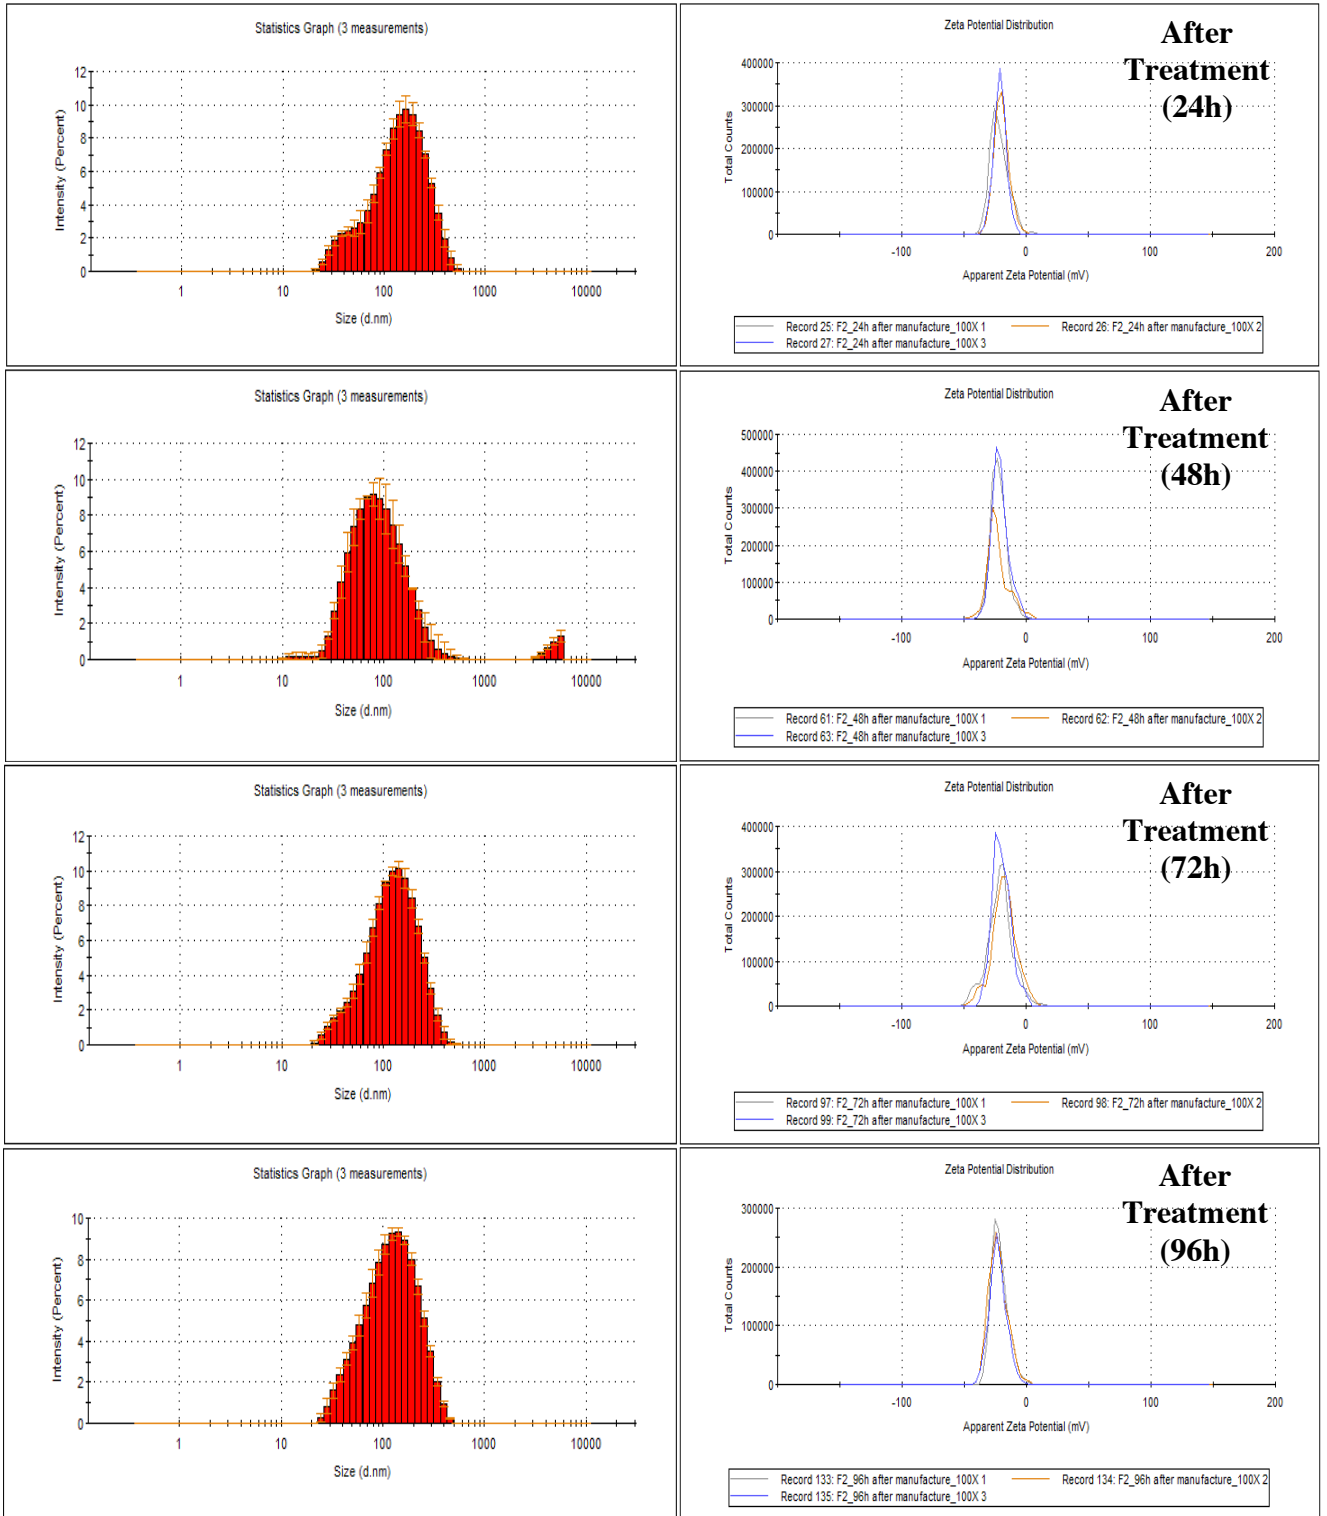 Statistics Graph (3 measurements)
12
10
8
6
4
2
0
Intensity (Percent)
1 10 100 1000 10000
Size (d.nm)
Zeta Potential Distribution
After
Treatment
(24h)
400000
300000
200000
100000
0
Total Counts
-100 0 100 200
Apparent Zeta Potential (mV)
Record 25: F2_24h after manufacture_100X 1 Record 26: F2_24h after manufacture_100X 2
Record 27: F2_24h after manufacture_100X 3
Statistics Graph (3 measurements)
12
10
8
6
4
2
0
Intensity (Percent)
1 10 100 1000 10000
Size (d.nm)
Zeta Potential Distribution
After
Treatment
(48h)
500000
400000
300000
200000
100000
0
Total Counts
-100 0 100 200
Apparent Zeta Potential (mV)
Record 61: F2_48h after manufacture_100X 1 Record 62: F2_48h after manufacture_100X 2
Record 63: F2_48h after manufacture_100X 3
Statistics Graph (3 measurements)
12
10
8
6
4
2
0
Intensity (Percent)
1 10 100 1000 10000
Size (d.nm)
Zeta Potential Distribution
After
Treatment
(72h)
400000
300000
200000
100000
0
Total Counts
-100 0 100 200
Apparent Zeta Potential (mV)
Record 97: F2_72h after manufacture_100X 1 Record 98: F2_72h after manufacture_100X 2
Record 99: F2_72h after manufacture_100X 3
Statistics Graph (3 measurements)
10
8
6
4
2
0
Intensity (Percent)
1 10 100 1000 10000
Size (d.nm)
Zeta Potential Distribution
After
Treatment
(96h)
300000
200000
100000
0
Total Counts
-100 0 100 200
Apparent Zeta Potential (mV)
Record 133: F2_96h after manufacture_100X 1 Record 134: F2_96h after manufacture_100X 2
Record 135: F2_96h after manufacture_100X 3